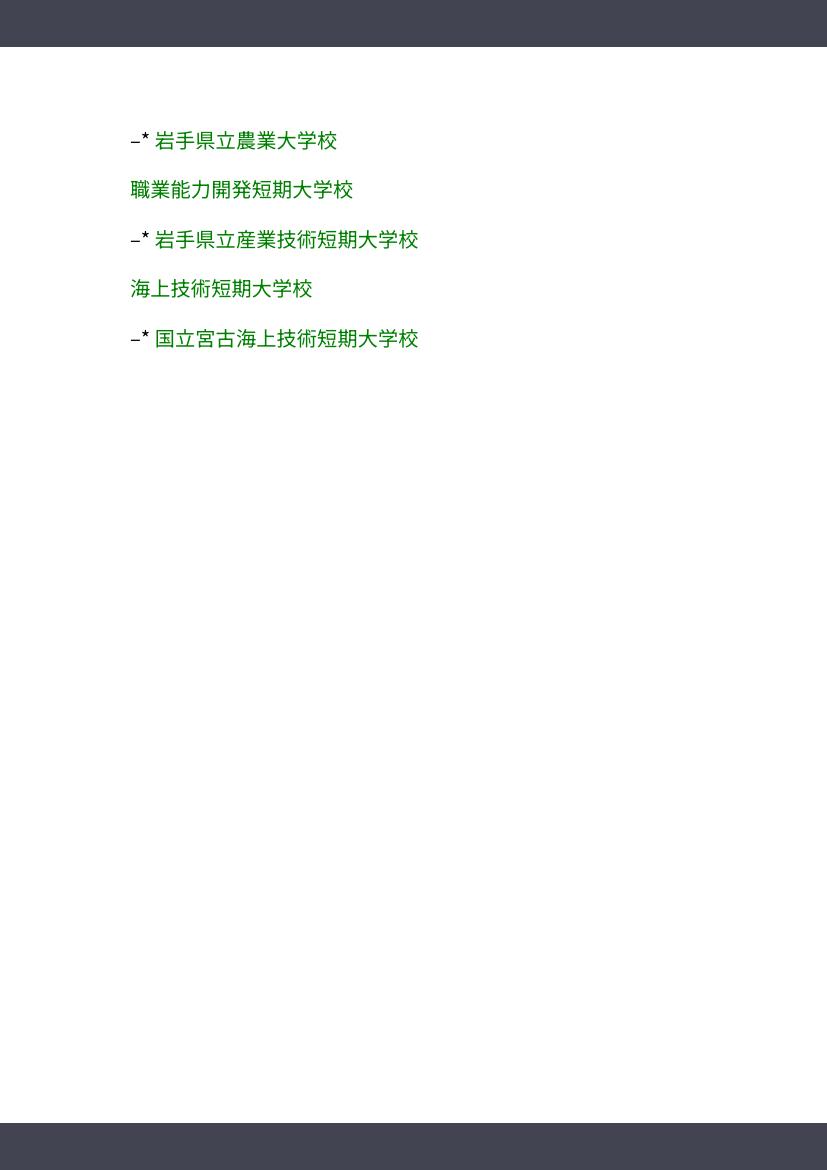 –* 岩手県立農業大学校
職業能力開発短期大学校
–* 岩手県立産業技術短期大学校
海上技術短期大学校
–* 国立宮古海上技術短期大学校